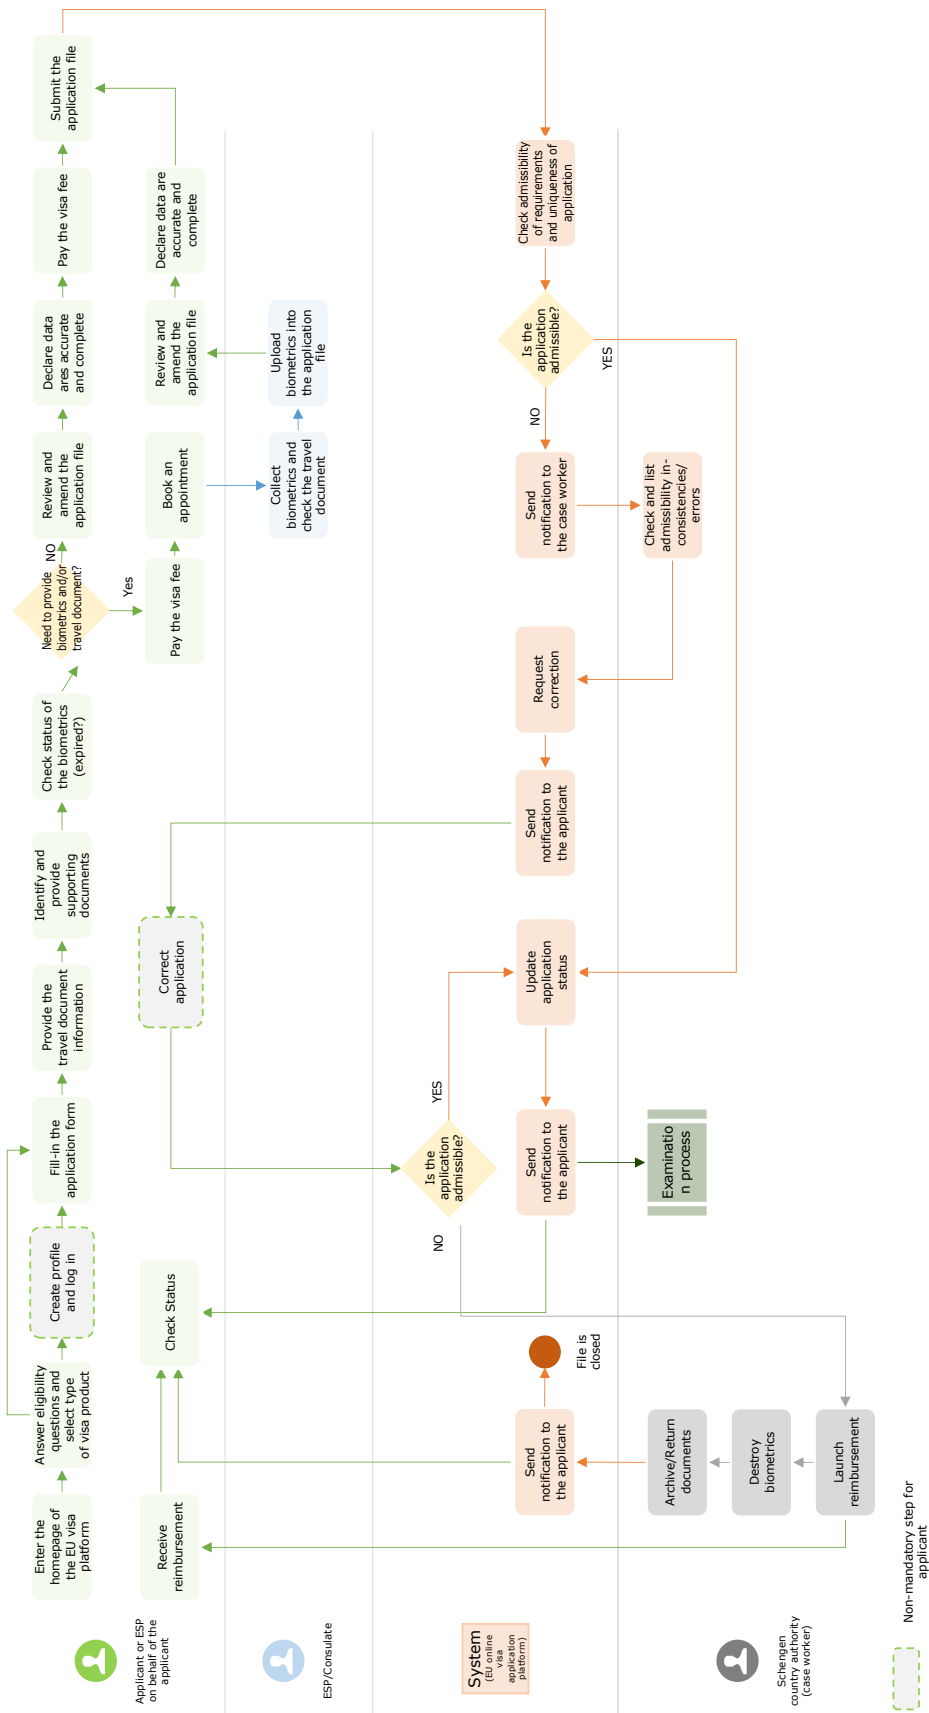 Enter the
homepage of
the EU visa
platform
Answer eligibility
questions and
select type
of visa product
Create profile
and log in
Fill-in the
application form
Provide the
travel document
information
Identify and
provide
supporting
documents
Check status of
the biometrics
(expired?)
Need to provide
biometrics and/or
travel document?
NO
Review and
amend the
application file
Declare data
ares accurate
and complete
Pay the visa fee
Submit the
application file
Yes
Pay the visa fee
Book an
appointment
Review and
amend the
application file
Declare data are
accurate and
complete
Receive
reimbursement
Check Status
Correct
application
Applicant or ESP
on behalf of the
applicant
Collect
biometrics and
check the travel
document
Upload
biometrics into
the application
file
ESP/Consulate
Is the
application
admissible?
YES
NO
Send
notification to
the applicant
File is
closed
Send
notification to
the applicant
Update
application
status
Send
notification to
the applicant
Request
correction
Send
notification to
the case worker
NO
Is the
application
admissible?
YES
Check admissibility
of requirements
and uniqueness of
application
System
(EU online
visa
application
platform)
Archive/Return
documents
Destroy
biometrics
Launch
reimbursement
Examinatio
n process
Check and list
admissibility in-
consistencies/
errors
Schengen
country authority
(case worker)
Non-mandatory step for
applicant